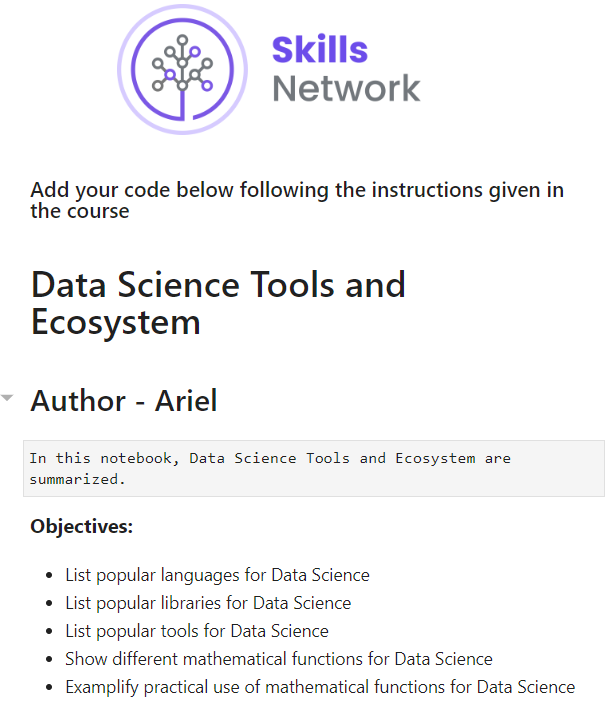 Skills
Network
Add your code below following the instructions given in
the course
Data Science Tools and
Ecosystem
Author - Ariel
In this notebook, Data Science Tools and Ecosystem are
summarized.
Objectives:
• List popular languages for Data Science
• List popular libraries for Data Science
• List popular tools for Data Science
• Show different mathematical functions for Data Science
• Examplify practical use of mathematical functions for Data Science